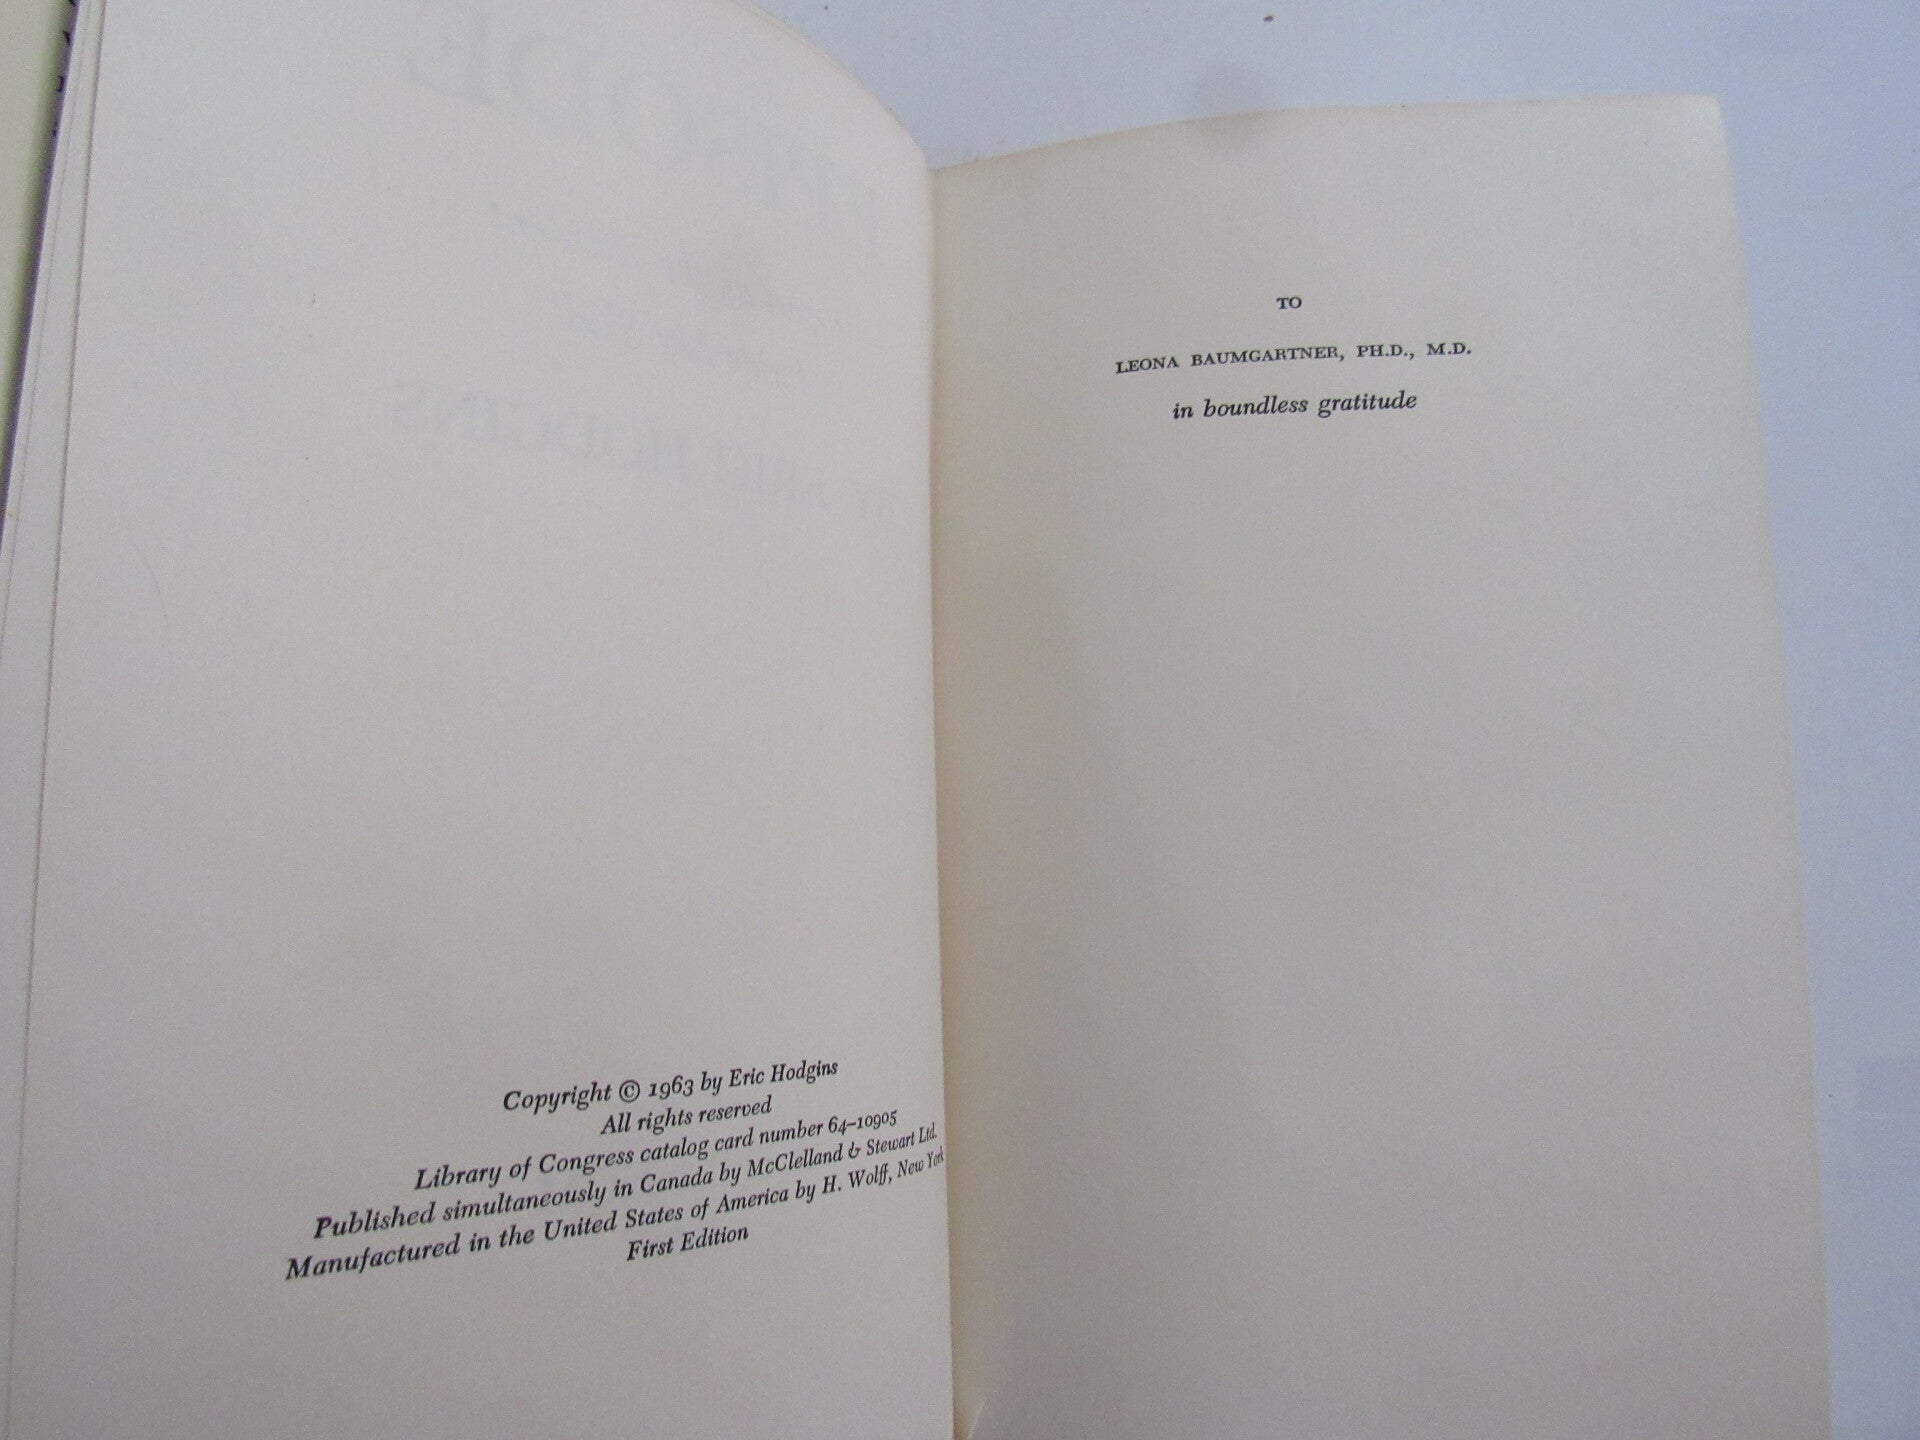 Copyright © 1963 by Eric Hodgins
All rights reserved
Library of Congress catalog card number 64–10905
Published simultaneously in Canada by McClelland & Stewart Ltd.
Manufactured in the United States of America by H. Wolff, New York
First Edition
TO
LEONA BAUMGARTNER, PH.D., M.D.
in boundless gratitude